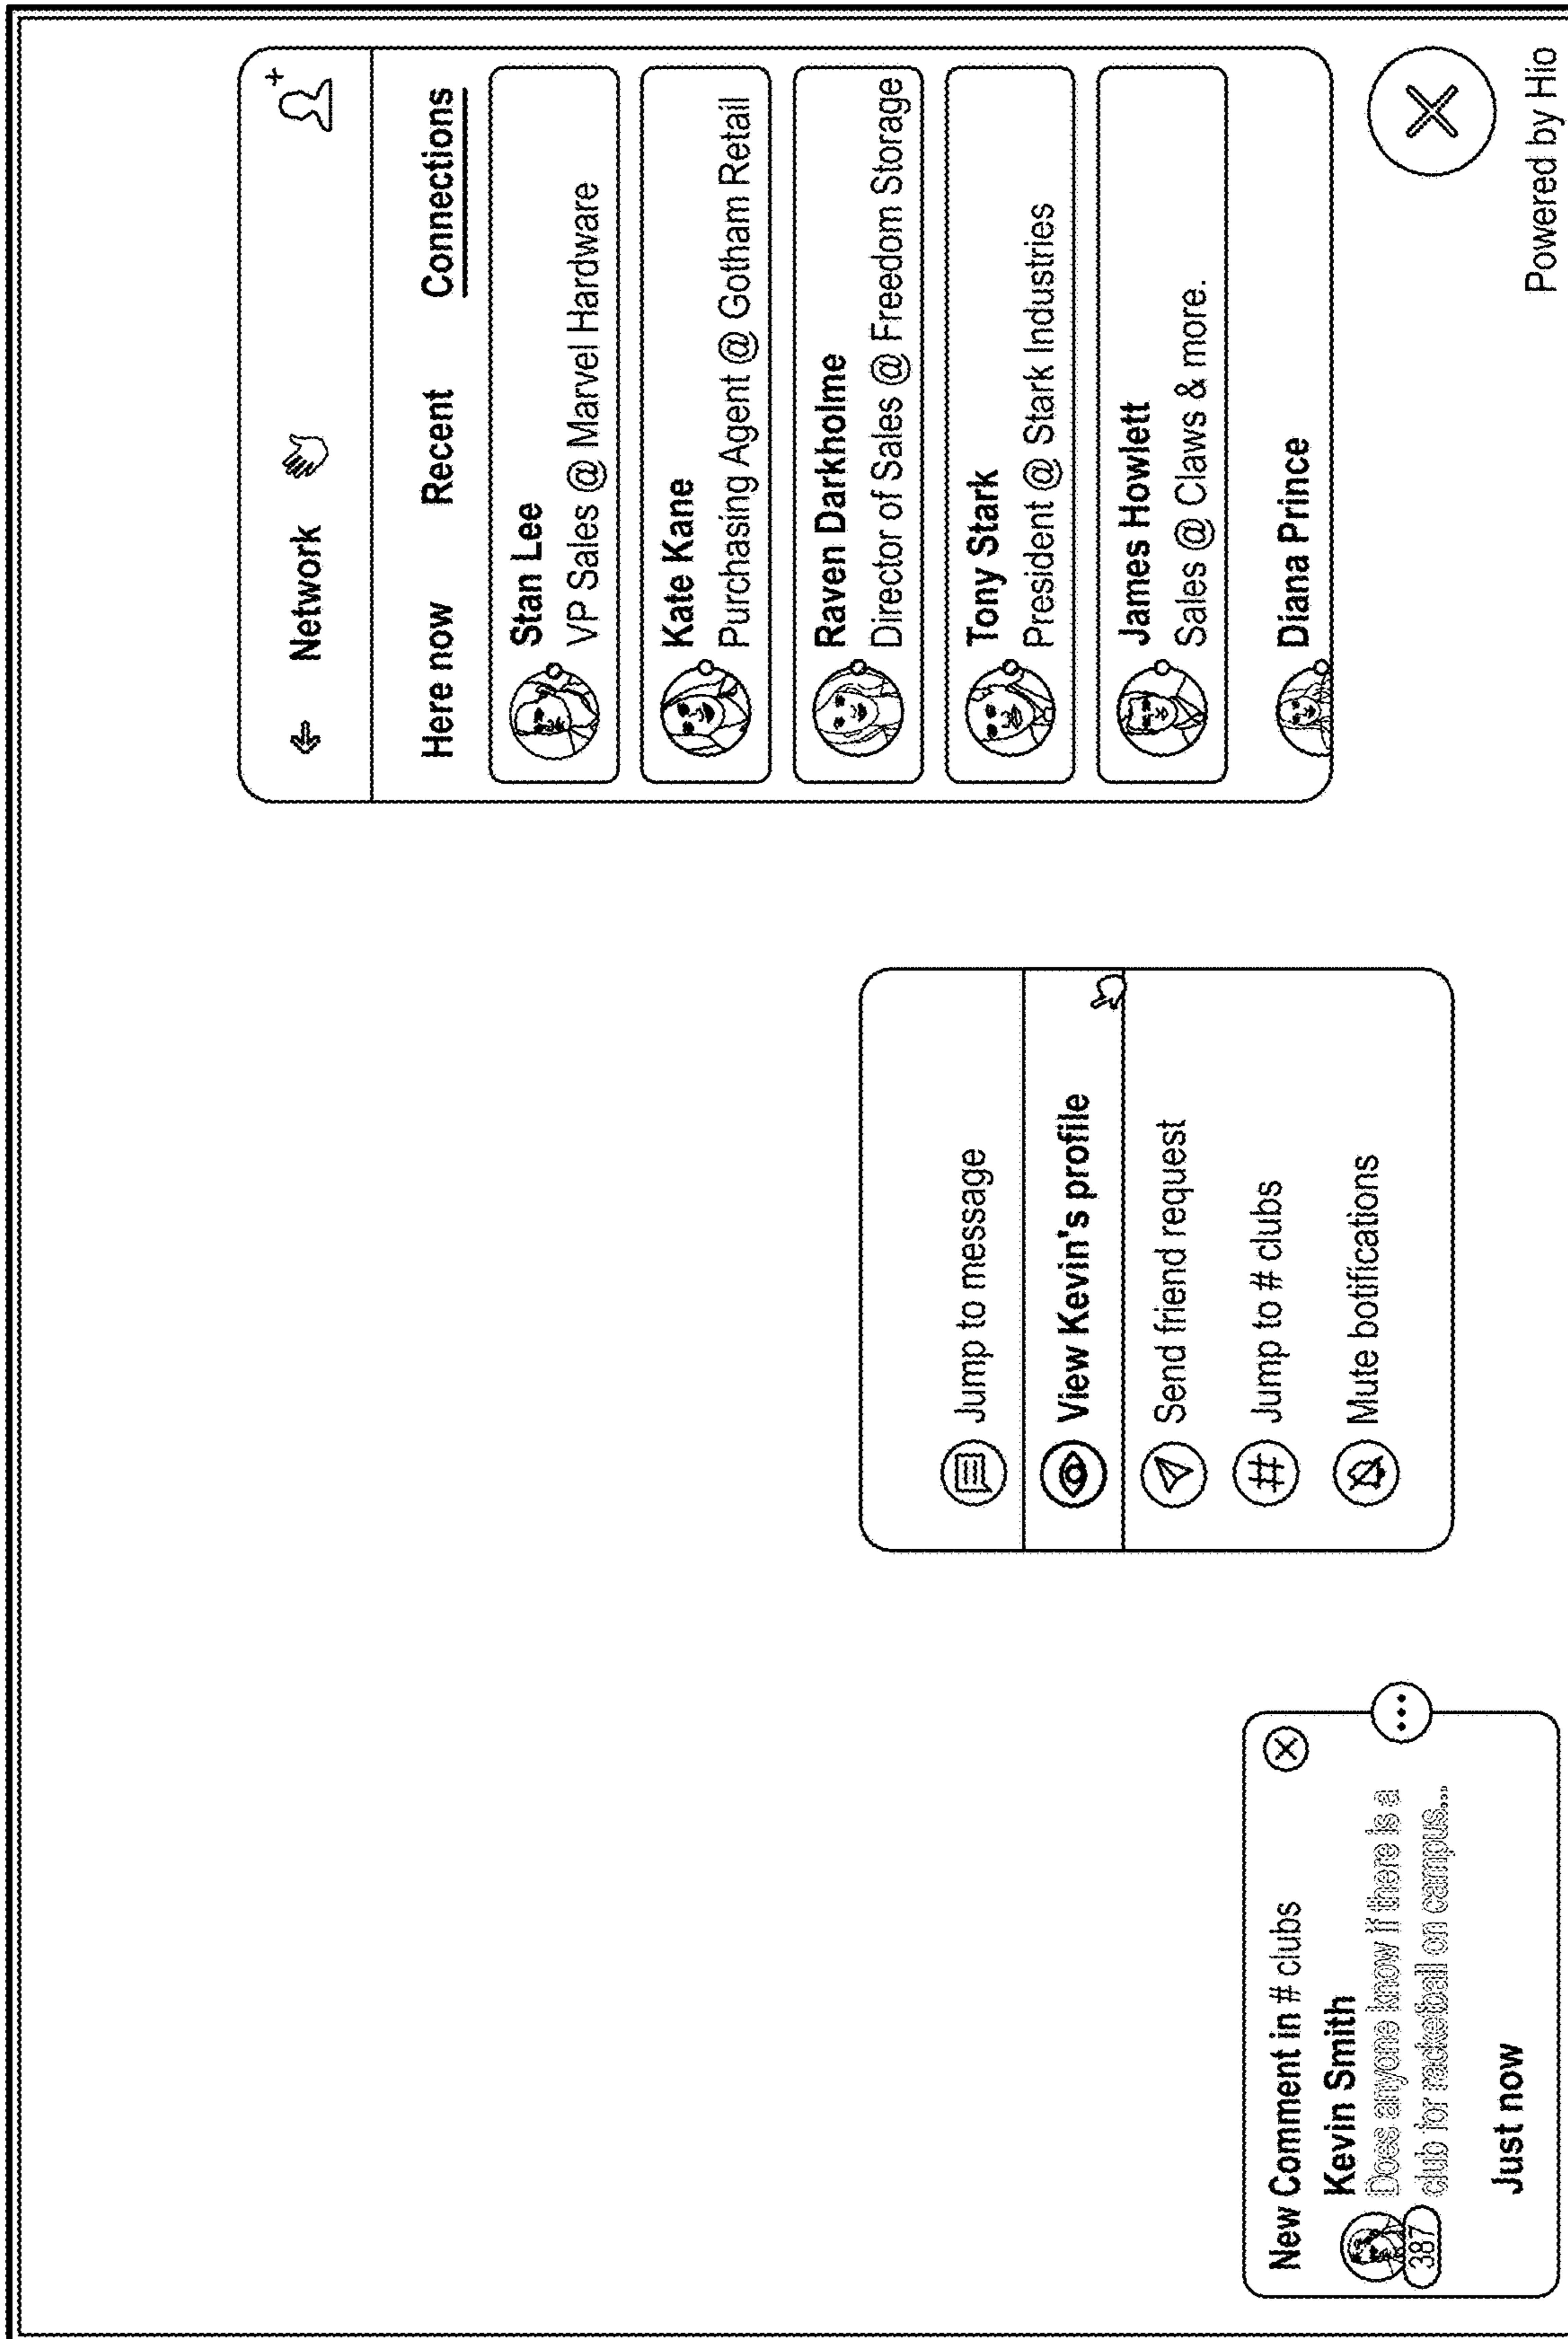 New Comment in # clubs
Kevin Smith
Does anyone know if there is a
club for racketball on campus...
387
Just now
Jump to message
View Kevin's profile
Send friend request
# Jump to # clubs
Mute botifications
Network
Here now Recent Connections
Stan Lee
VP Sales @ Marvel Hardware
Kate Kane
Purchasing Agent @ Gotham Retail
Raven Darkholme
Director of Sales @ Freedom Storage
Tony Stark
President @ Stark Industries
James Howlett
Sales @ Claws & more.
Diana Prince
Powered by Hio